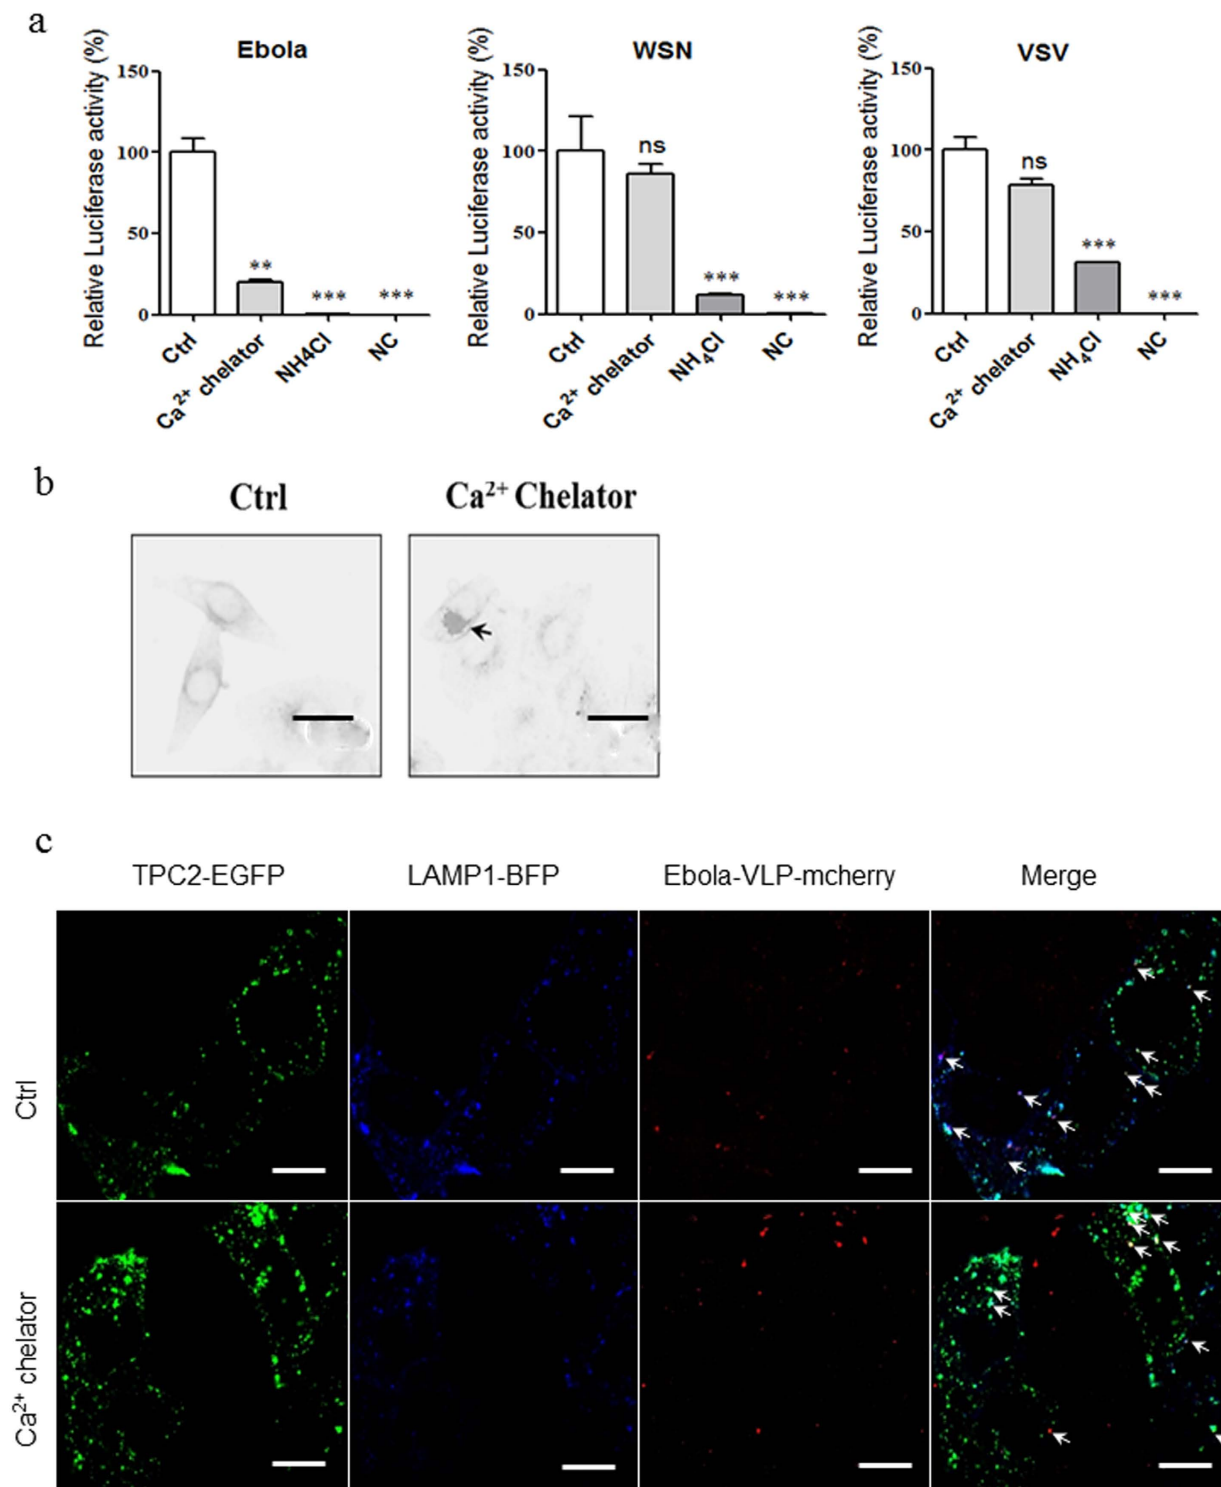 a
Ebola
Relative Luciferase activity (%)
150
100
50
0
**
***
***
Ctrl
Ca²⁺ chelator
NH4Cl
NC
WSN
Relative Luciferase activity (%)
150
100
50
0
ns
***
***
Ctrl
Ca²⁺ chelator
NH₄Cl
NC
VSV
Relative Luciferase activity (%)
150
100
50
0
ns
***
***
Ctrl
Ca²⁺ chelator
NH₄Cl
NC
b
Ctrl
Ca²⁺ Chelator
c
TPC2-EGFP
LAMP1-BFP
Ebola-VLP-mcherry
Merge
Ctrl
Ca²⁺ chelator